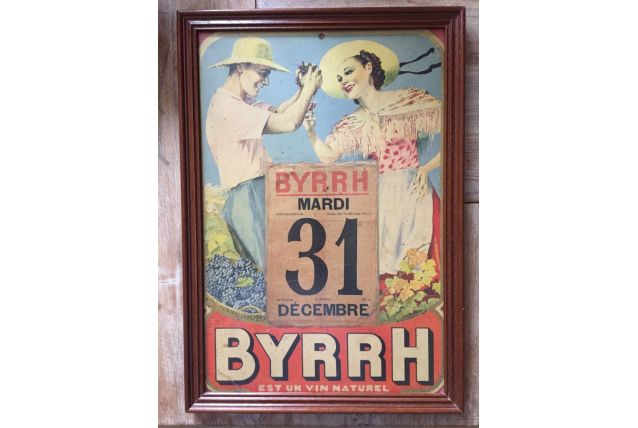 BYRRH
MARDI
31
DÉCEMBRE
BYRRH
EST UN VIN NATUREL